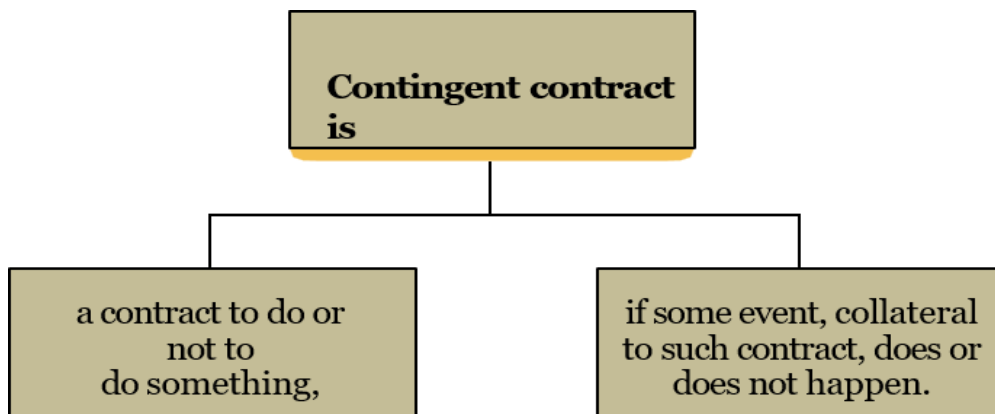 Contingent contract
is
a contract to do or
not to
do something,
if some event, collateral
to such contract, does or
does not happen.